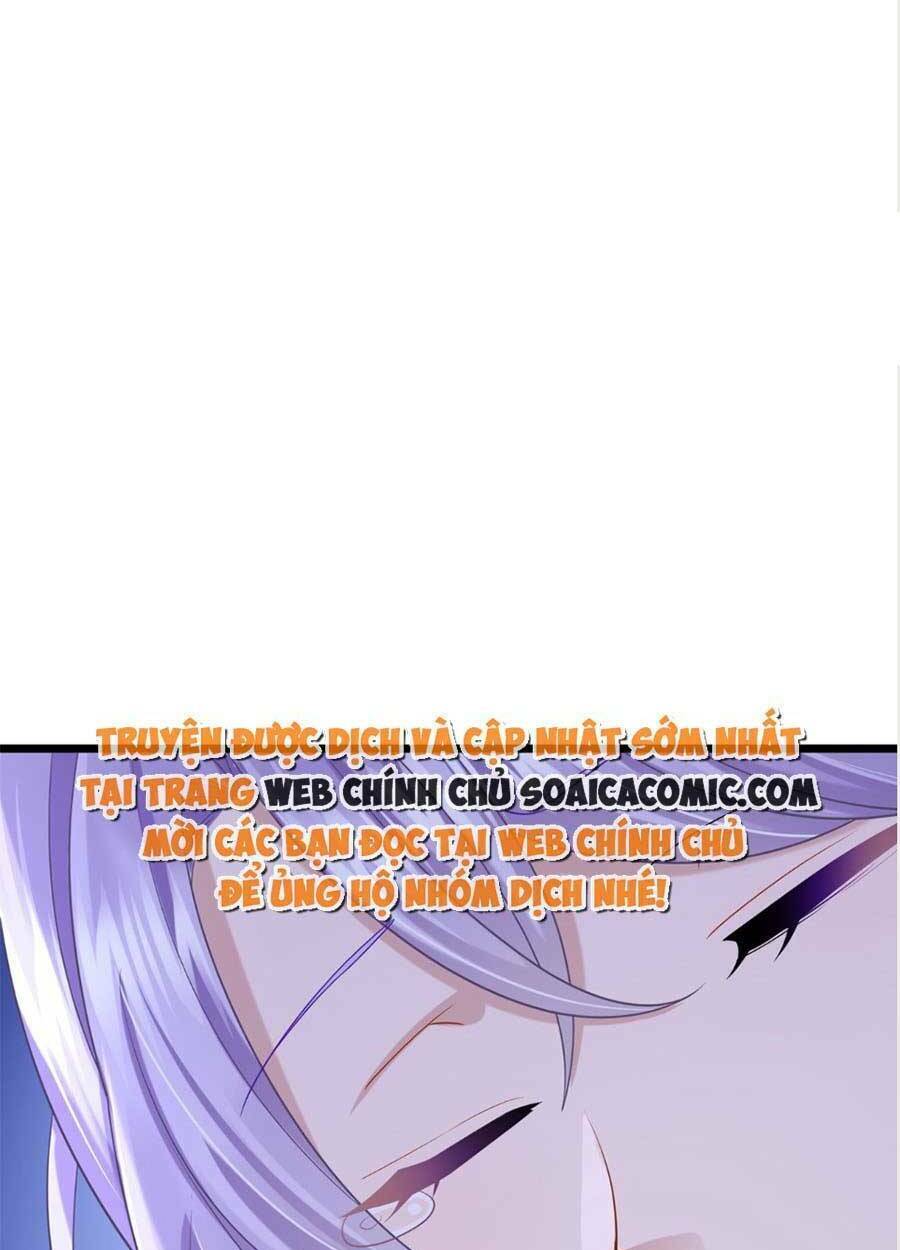 TRUYỆN ĐƯỢC DỊCH VÀ CẬP NHẬT SỚM NHẤT
TẠI TRANG WEB CHÍNH CHỦ SOAICACOMIC.COM
MỜI CÁC BẠN ĐỌC TẠI WEB CHÍNH CHỦ
ĐỂ ỦNG HỘ NHÓM DỊCH NHÉ!